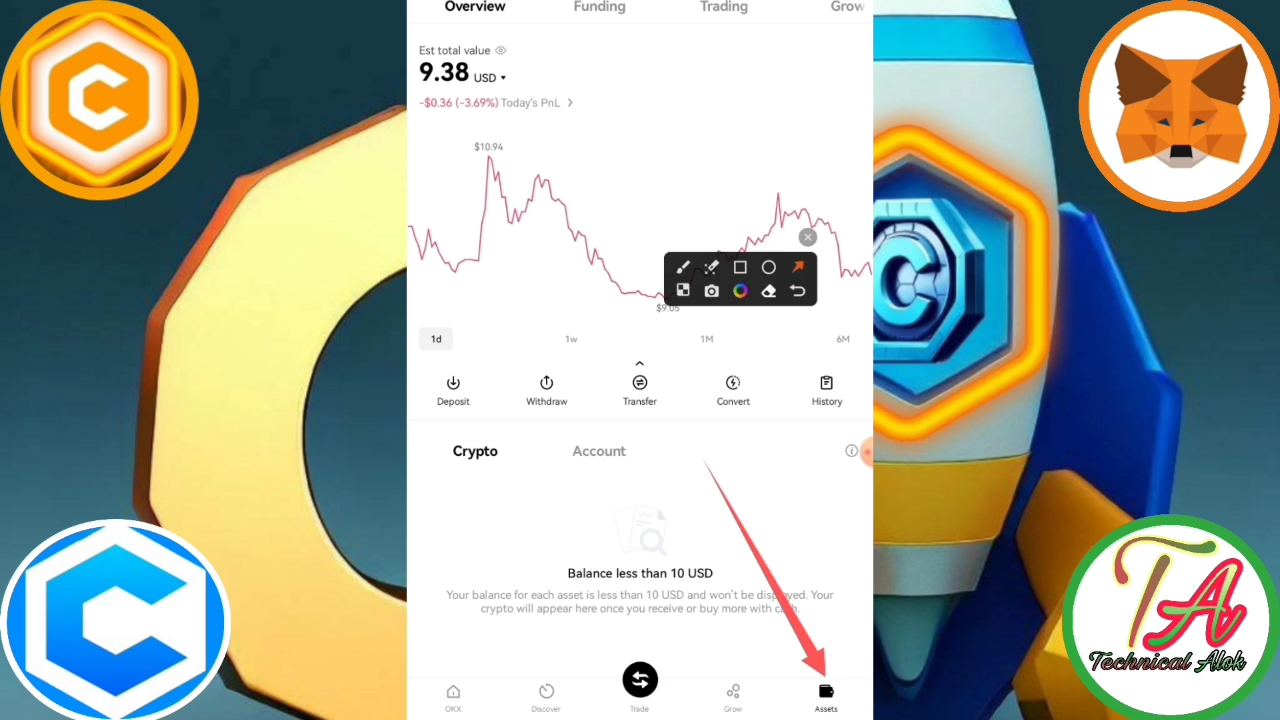 Overview Funding Trading Grow
Est total value
9.38 USD
-$0.36 (-3.69%) Today's PnL
$10.94
$9.05
1d 1w 1M 6M
Deposit Withdraw Transfer Convert History
Crypto Account
Balance less than 10 USD
Your balance for each asset is less than 10 USD and won't be displayed. Your
crypto will appear here once you receive or buy more with cash.
OKX Discover Trade Grow Assets
TA
Technical Alok